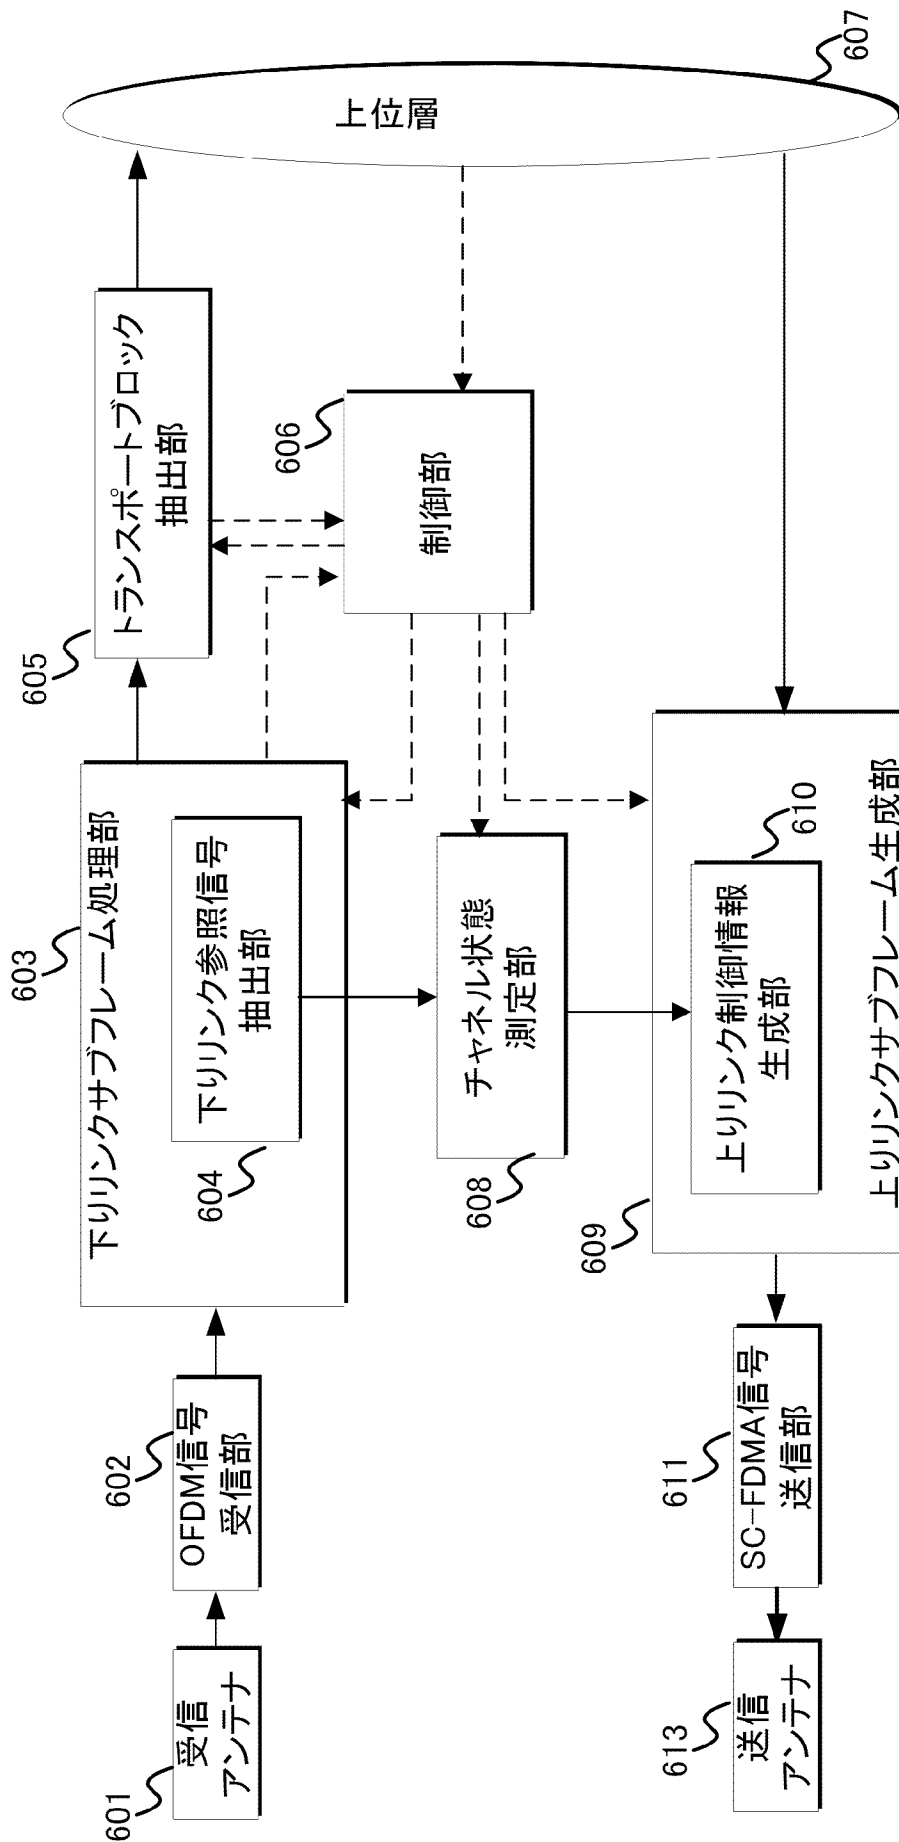 601
受信
アンテナ
602
OFDM信号
受信部
603
下りリンクサブフレーム処理部
604
下りリンク参照信号
抽出部
605
トランスポートブロック
抽出部
606
制御部
607
上位層
608
チャネル状態
測定部
609
610
上りリンク制御情報
生成部
上りリンクサブフレーム生成部
611
SC-FDMA信号
送信部
613
送信
アンテナ